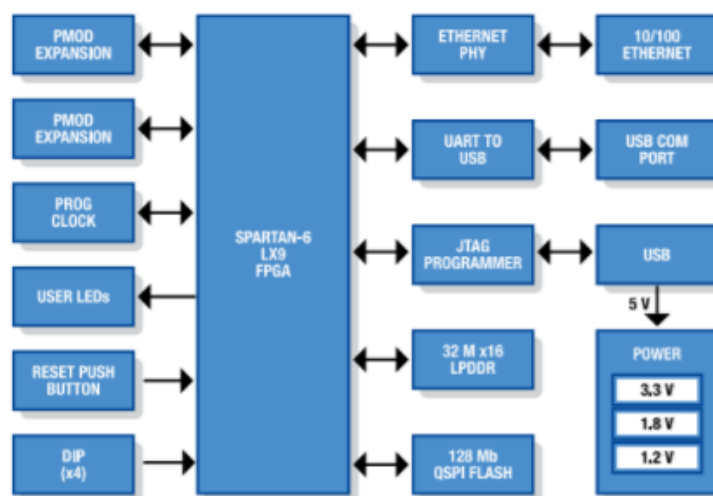 PMOD
EXPANSION
ETHERNET
PHY
10/100
ETHERNET
PMOD
EXPANSION
UART TO
USB
USB COM
PORT
PROG
CLOCK
SPARTAN-6
LX9
FPGA
JTAG
PROGRAMMER
USB
USER LEDs
5 V
RESET PUSH
BUTTON
32 M x16
LPDDR
POWER
3.3 V
1.8 V
1.2 V
DIP
(x4)
128 Mb
QSPI FLASH